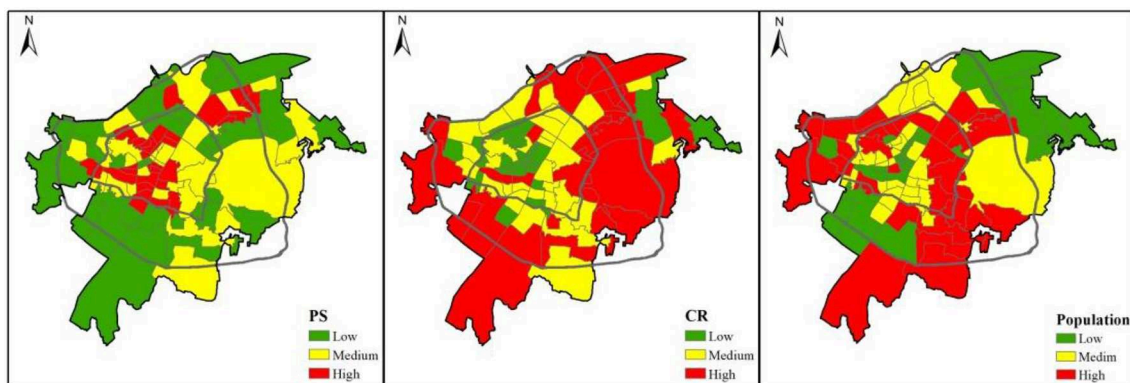 N
PS
Low
Medium
High
N
CR
Low
Medium
High
N
Population
Low
Medim
High